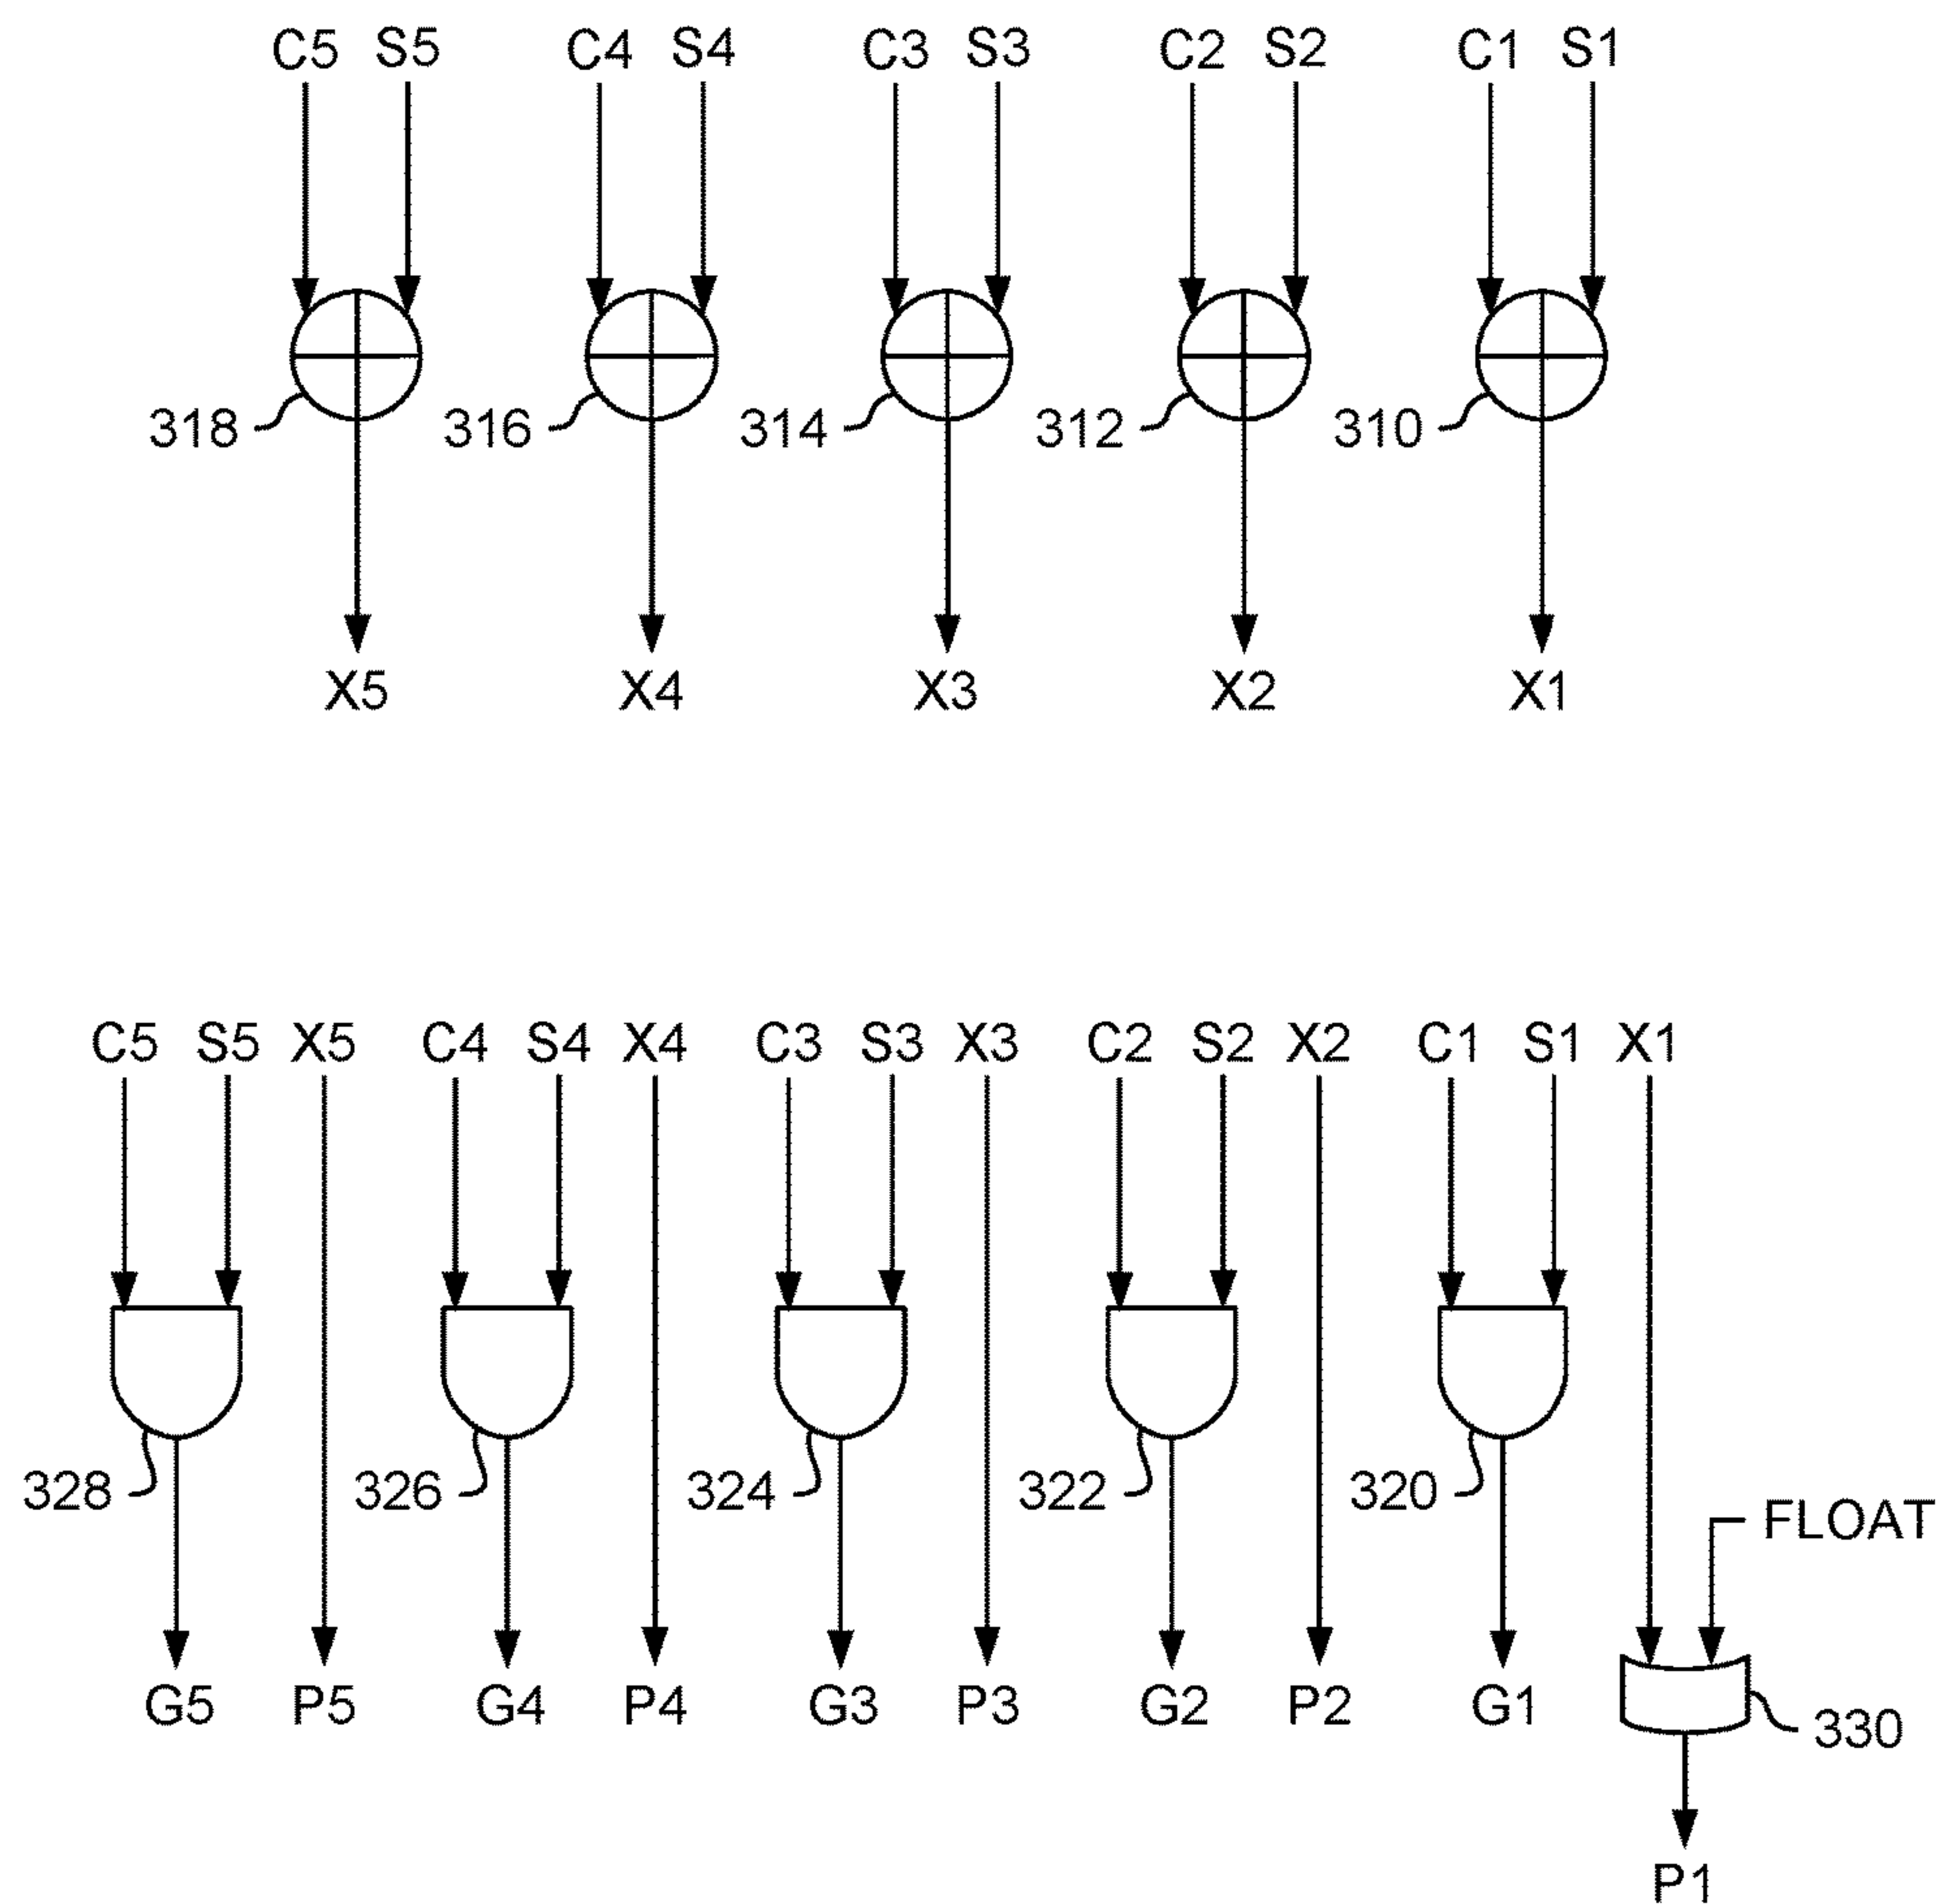 C5 S5 C4 S4 C3 S3 C2 S2 C1 S1
318 316 314 312 310
X5 X4 X3 X2 X1
C5 S5 X5 C4 S4 X4 C3 S3 X3 C2 S2 X2 C1 S1 X1
328 326 324 322 320
FLOAT
G5 P5 G4 P4 G3 P3 G2 P2 G1
330
P1